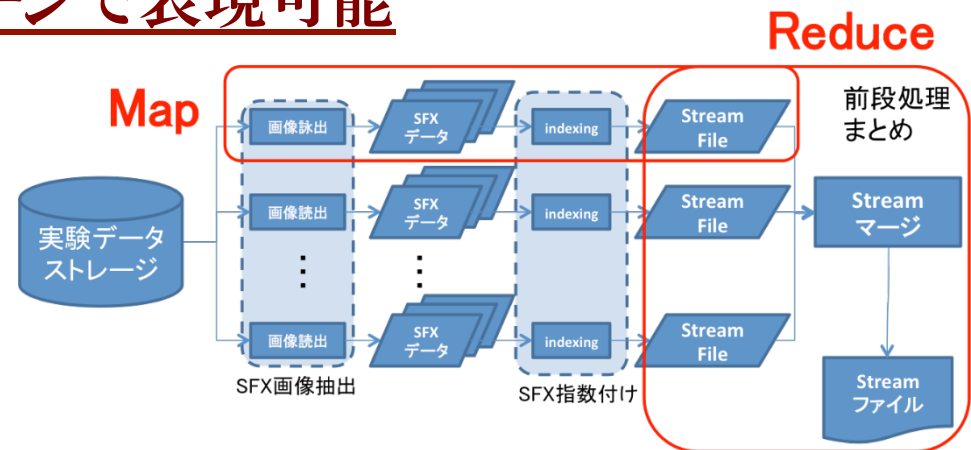 ーンで表現可能
Reduce
Map
前段処理
まとめ
画像詠出
SFX
データ
indexing
Stream
File
実験データ
ストレージ
画像読出
SFX
データ
indexing
Stream
File
Stream
マージ
画像読出
SFX
データ
indexing
Stream
File
SFX画像抽出
SFX指数付け
Stream
ファイル